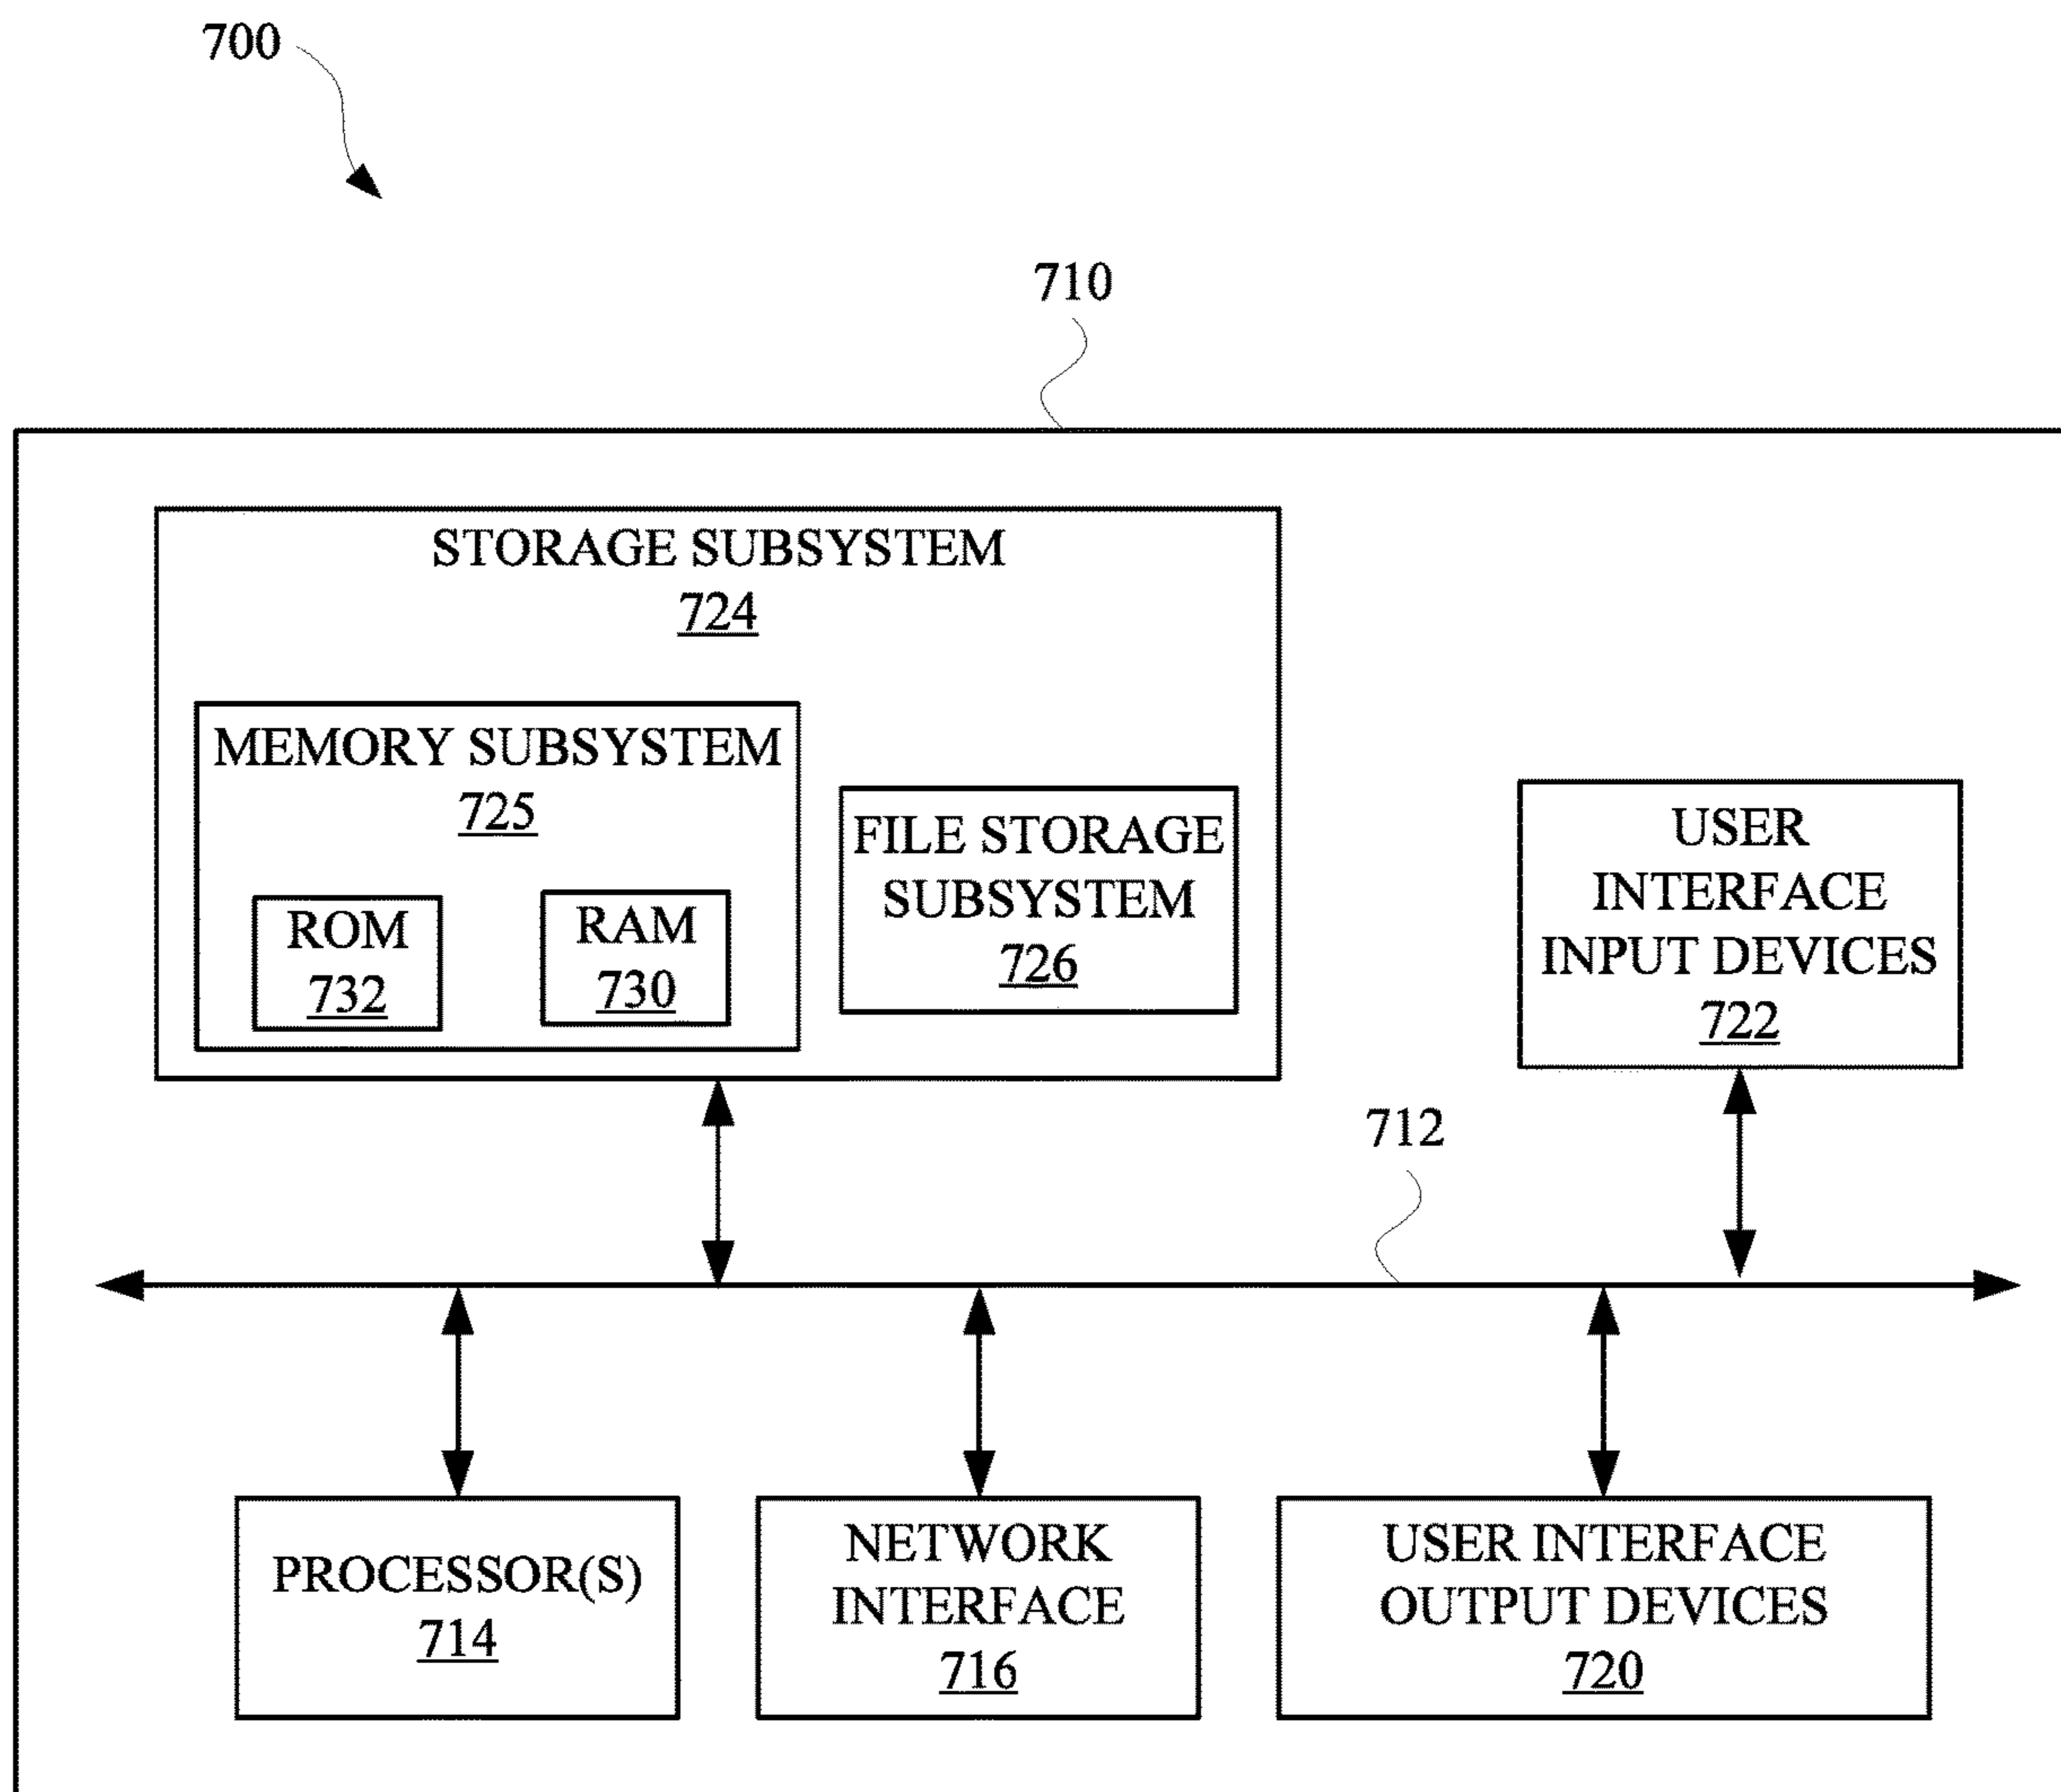 700
710
STORAGE SUBSYSTEM
724
MEMORY SUBSYSTEM
725
ROM
732
RAM
730
FILE STORAGE
SUBSYSTEM
726
USER
INTERFACE
INPUT DEVICES
722
712
PROCESSOR(S)
714
NETWORK
INTERFACE
716
USER INTERFACE
OUTPUT DEVICES
720